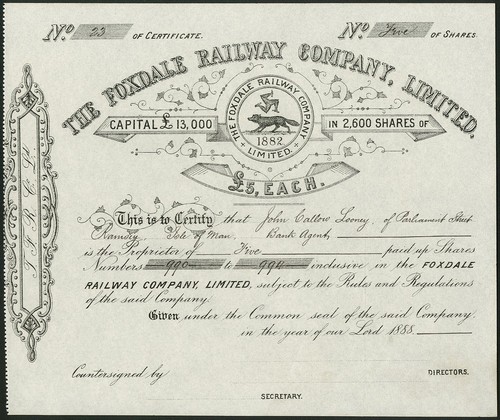 No 23 OF CERTIFICATE. No Five OF SHARES.
THE FOXDALE RAILWAY COMPANY, LIMITED.
CAPITAL £13,000 IN 2,600 SHARES OF
THE FOXDALE RAILWAY COMPANY
1882
LIMITED.
£5, EACH.
This is to Certify that John Callow Looney, of Parliament Street
Ramsey Isle of Man, Bank Agent,
is the Proprietor of Five paid up Shares
Numbers 990 to 994 inclusive in the FOXDALE
RAILWAY COMPANY, LIMITED, subject to the Rules and Regulations
of the said Company.
Given under the Common seal of the said Company,
in the year of our Lord 1888.
Countersigned by DIRECTORS.
SECRETARY.